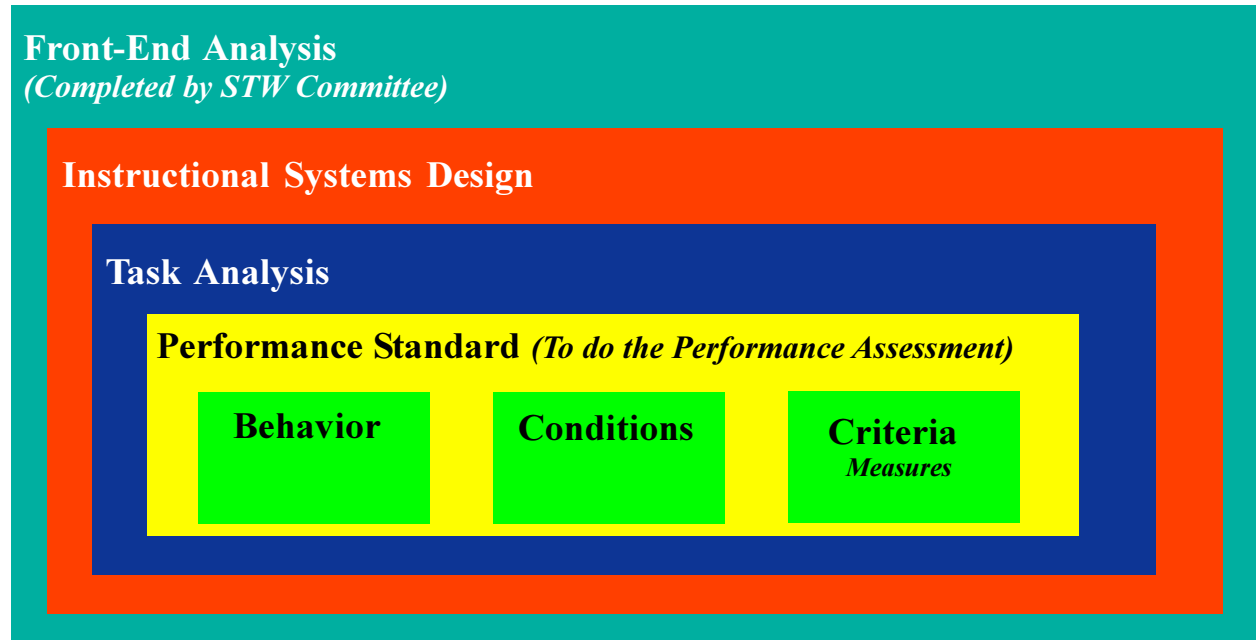 Front-End Analysis
(Completed by STW Committee)
Instructional Systems Design
Task Analysis
Performance Standard (To do the Performance Assessment)
Behavior
Conditions
Criteria
Measures